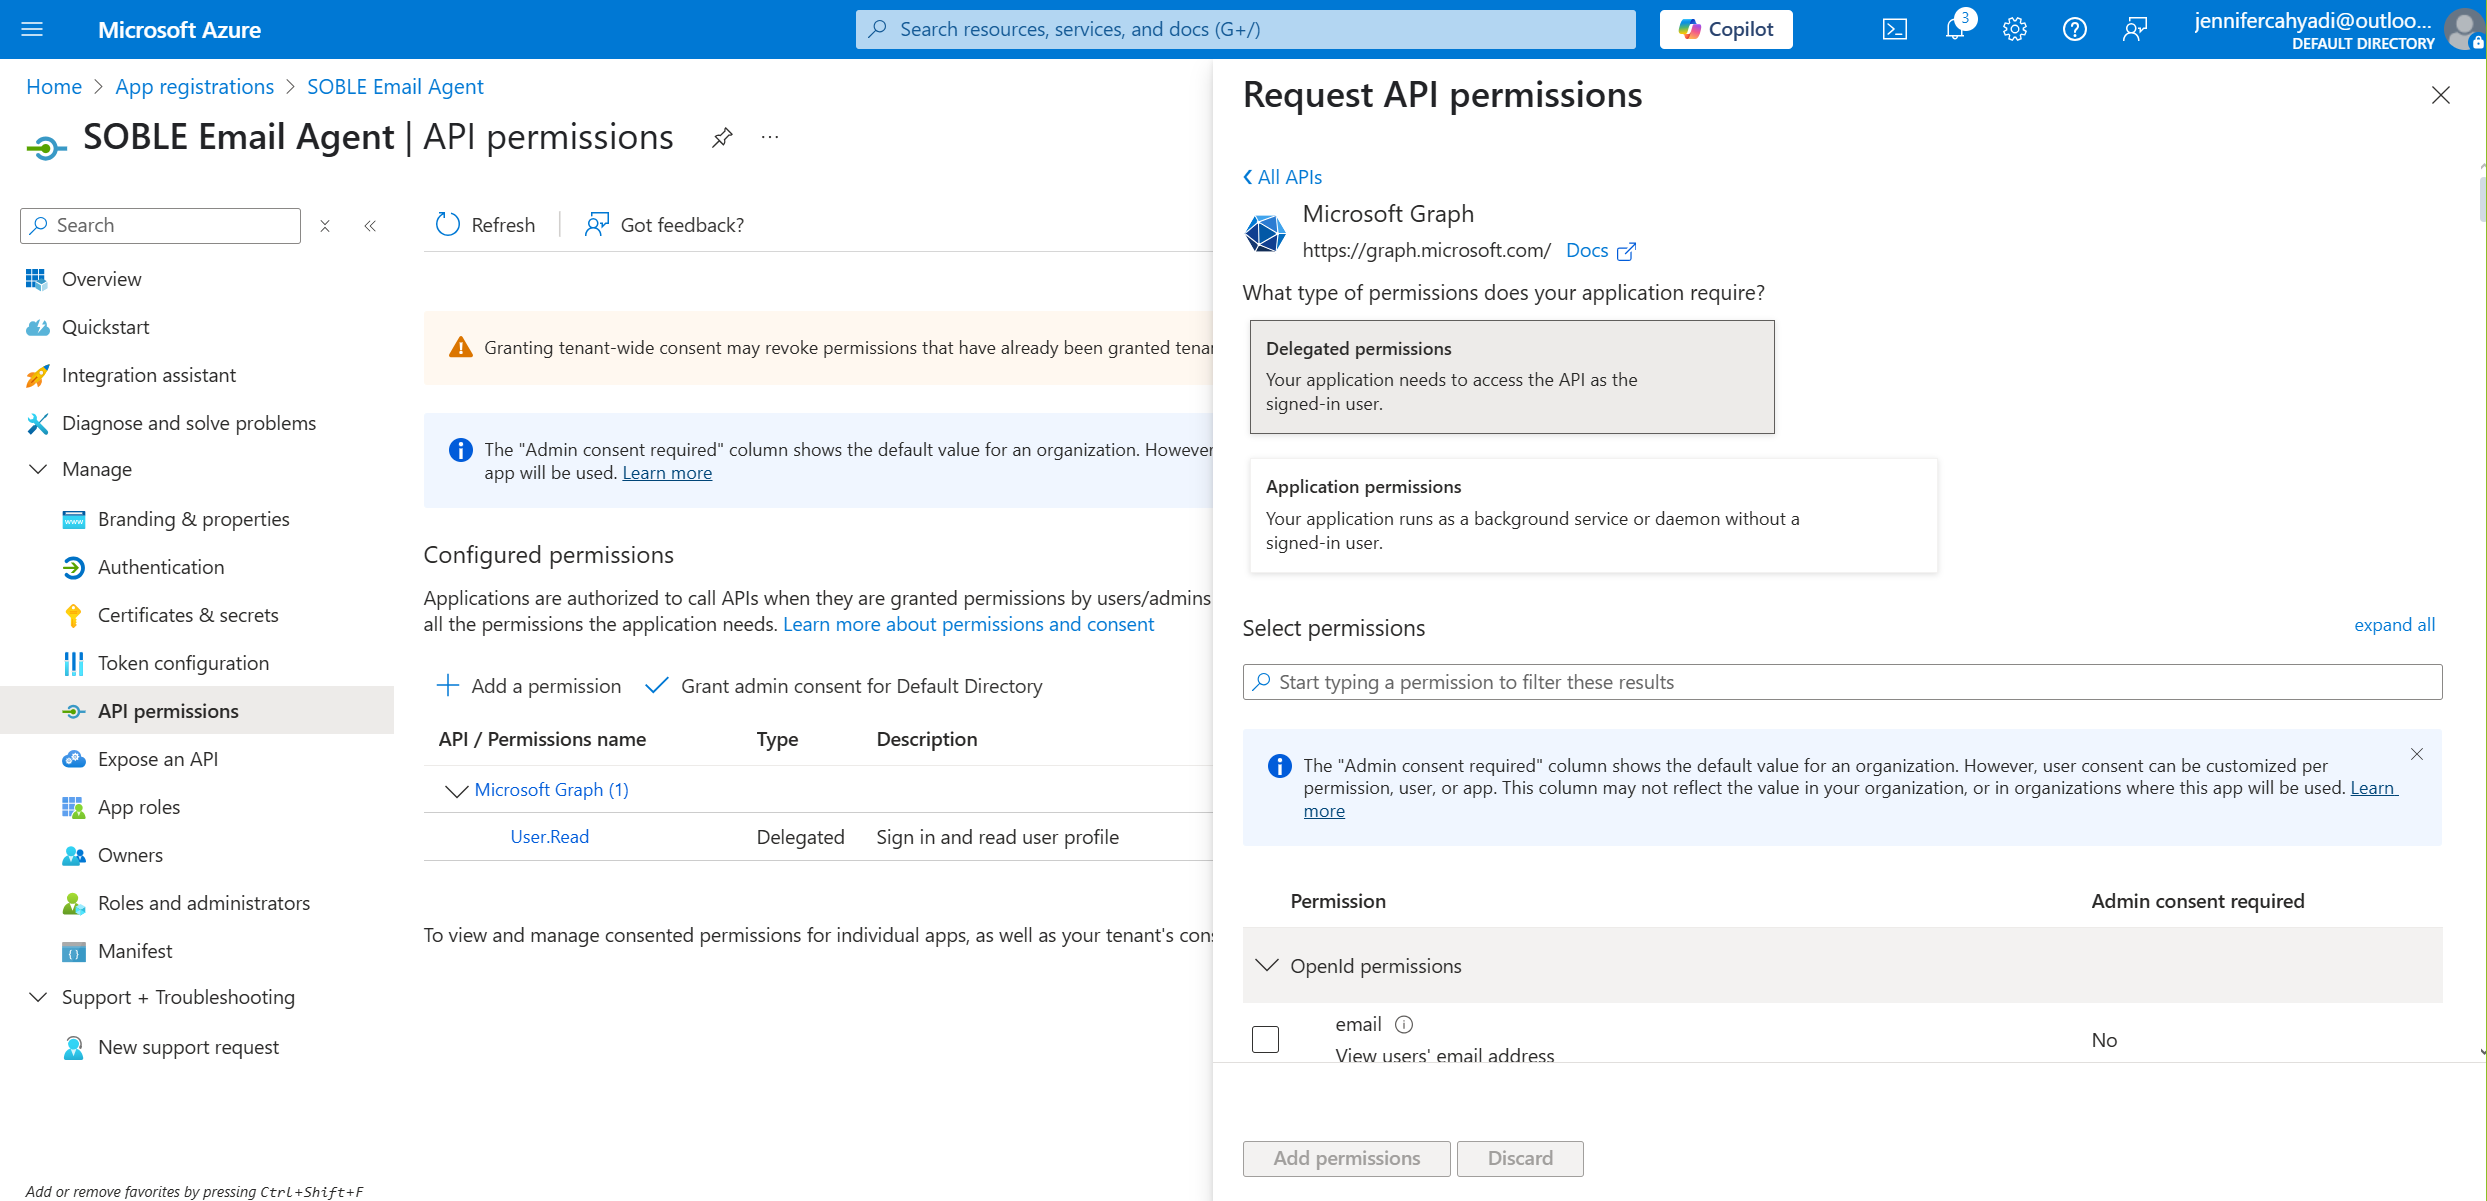 Microsoft Azure
Search resources, services, and docs (G+/)
Copilot
3
jennifercahyadi@outloo...
DEFAULT DIRECTORY
Home > App registrations > SOBLE Email Agent
SOBLE Email Agent | API permissions
Search
Overview
Quickstart
Integration assistant
Diagnose and solve problems
Manage
Branding & properties
Authentication
Certificates & secrets
Token configuration
API permissions
Expose an API
App roles
Owners
Roles and administrators
Manifest
Support + Troubleshooting
New support request
Add or remove favorites by pressing Ctrl+Shift+F
Refresh
Got feedback?
Granting tenant-wide consent may revoke permissions that have already been granted tenan
The "Admin consent required" column shows the default value for an organization. However
app will be used. Learn more
Configured permissions
Applications are authorized to call APIs when they are granted permissions by users/admins
all the permissions the application needs. Learn more about permissions and consent
Add a permission
Grant admin consent for Default Directory
API / Permissions name Type Description
Microsoft Graph (1)
User.Read Delegated Sign in and read user profile
To view and manage consented permissions for individual apps, as well as your tenant's cons
Request API permissions
All APIs
Microsoft Graph
https://graph.microsoft.com/ Docs
What type of permissions does your application require?
Delegated permissions
Your application needs to access the API as the
signed-in user.
Application permissions
Your application runs as a background service or daemon without a
signed-in user.
Select permissions
expand all
Start typing a permission to filter these results
The "Admin consent required" column shows the default value for an organization. However, user consent can be customized per
permission, user, or app. This column may not reflect the value in your organization, or in organizations where this app will be used. Learn
more
Permission Admin consent required
OpenId permissions
email
View users' email address
No
Add permissions
Discard